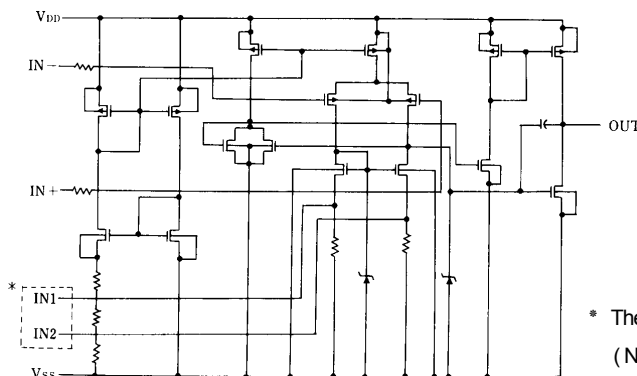 VDD
IN−
OUT
IN+
*
IN1
* The
IN2
(N
VSS